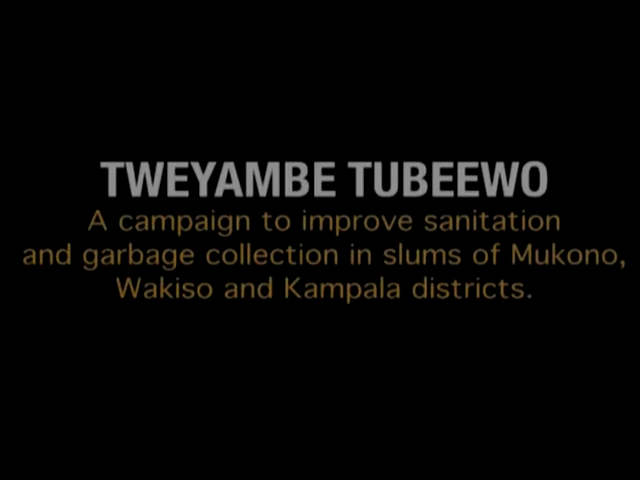 TWEYAMBE TUBEEWO
A campaign to improve sanitation
and garbage collection in slums of Mukono,
Wakiso and Kampala districts.